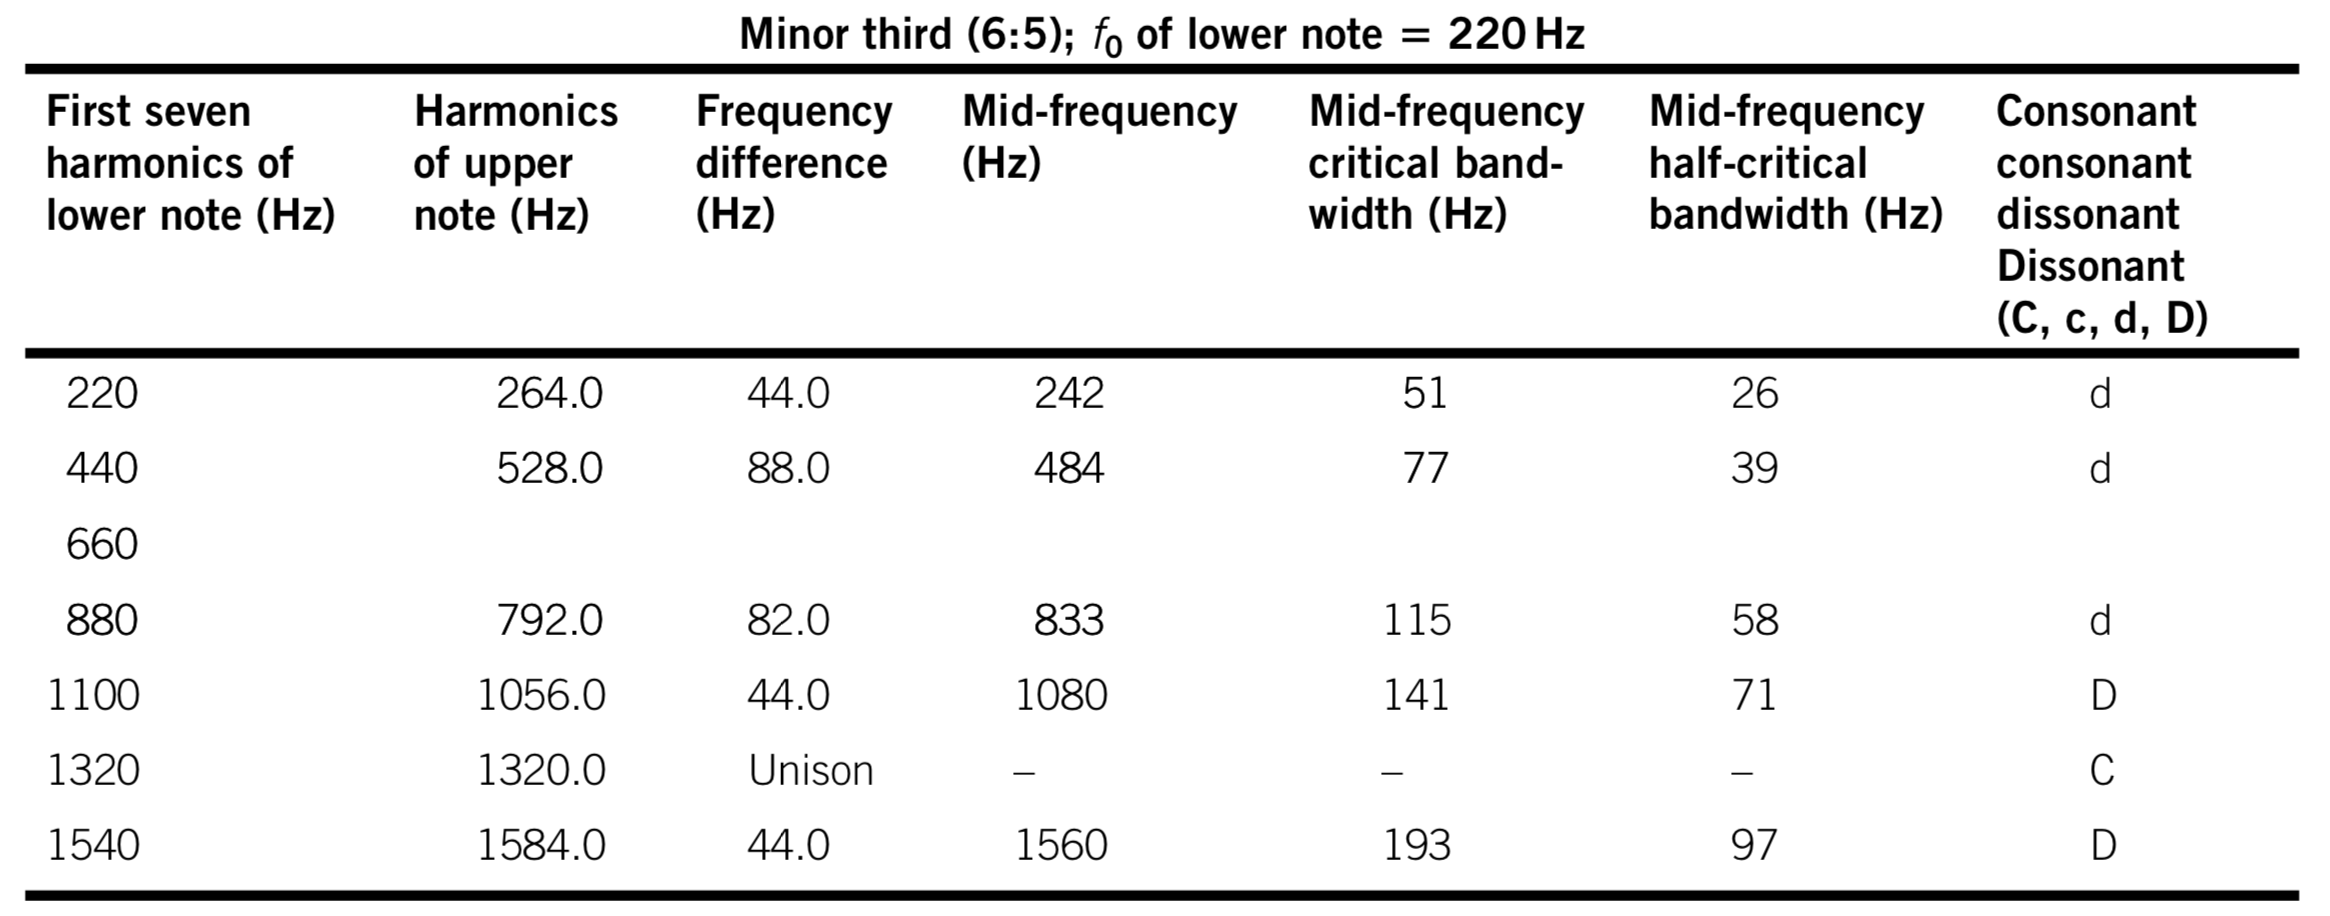 Minor third (6:5); f0 of lower note = 220 Hz
First seven Harmonics Frequency Mid-frequency Mid-frequency Mid-frequency Consonant
harmonics of of upper difference (Hz) critical band- half-critical consonant
lower note (Hz) note (Hz) (Hz) width (Hz) bandwidth (Hz) dissonant
Dissonant
(C, c, d, D)
220 264.0 44.0 242 51 26 d
440 528.0 88.0 484 77 39 d
660
880 792.0 82.0 833 115 58 d
1100 1056.0 44.0 1080 141 71 D
1320 1320.0 Unison – – – C
1540 1584.0 44.0 1560 193 97 D